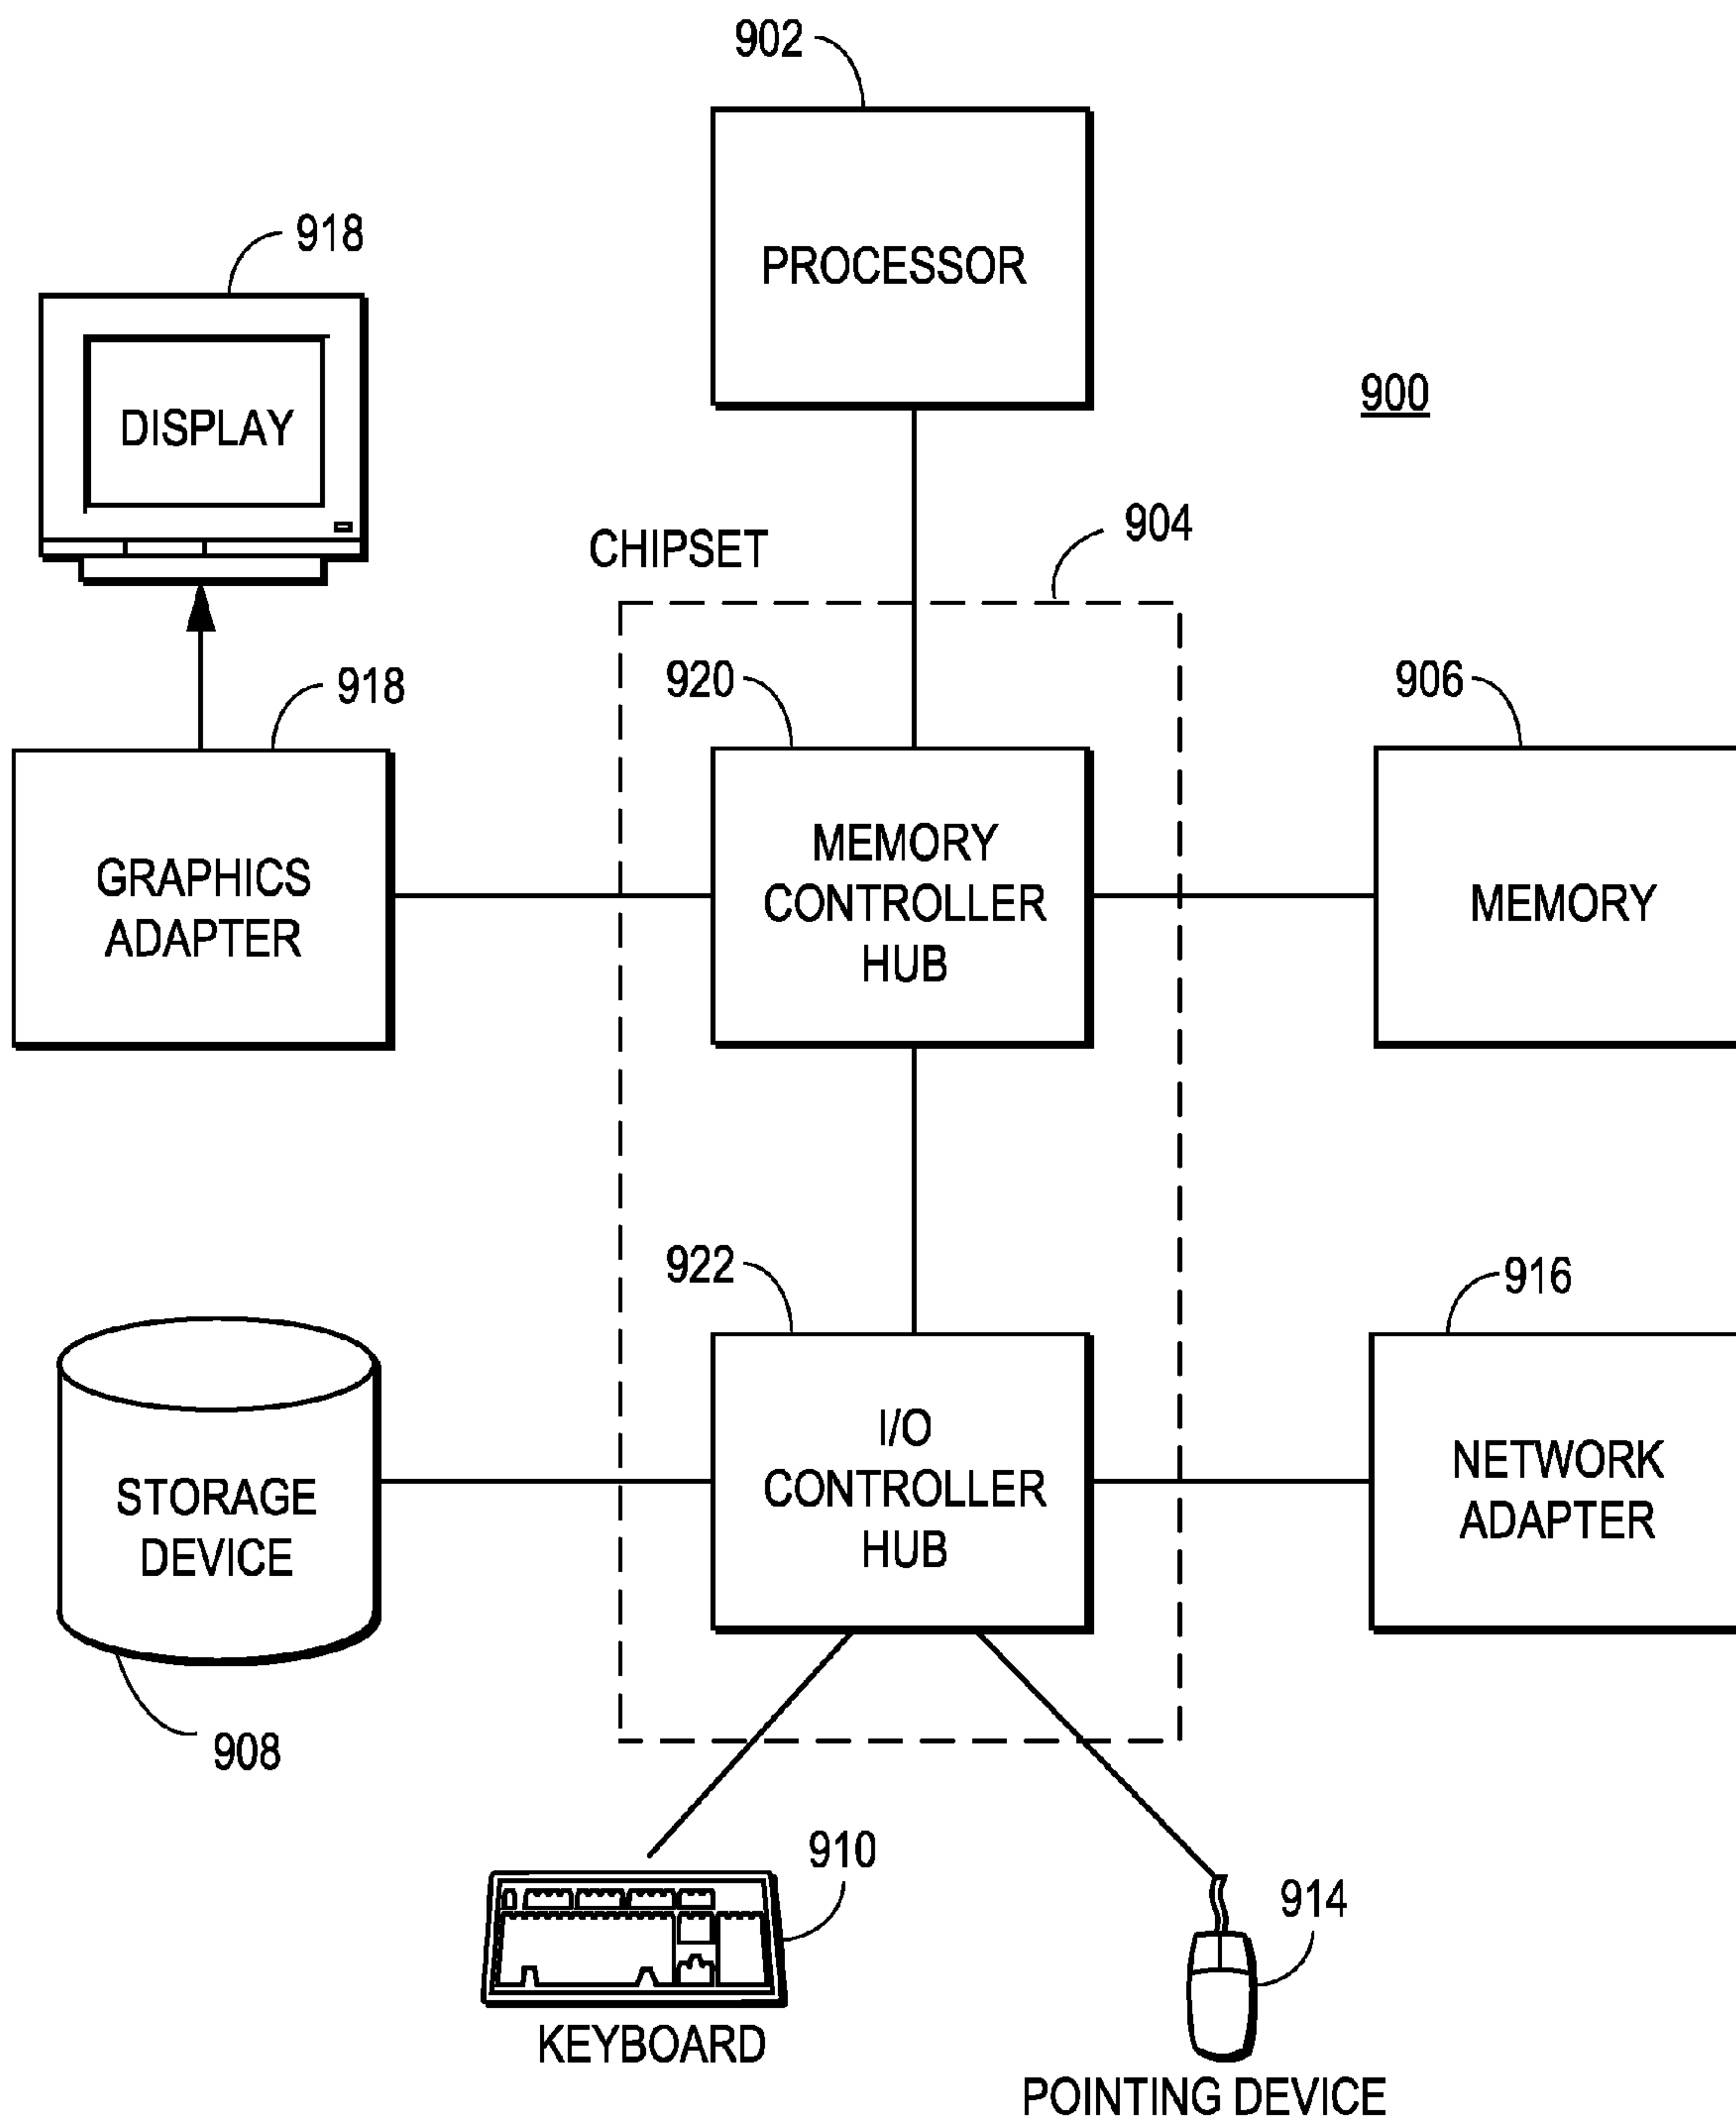 902
PROCESSOR
918
DISPLAY
900
CHIPSET
904
918
920
906
GRAPHICS
ADAPTER
MEMORY
CONTROLLER
HUB
MEMORY
922
916
STORAGE
DEVICE
I/O
CONTROLLER
HUB
NETWORK
ADAPTER
908
910
KEYBOARD
914
POINTING DEVICE